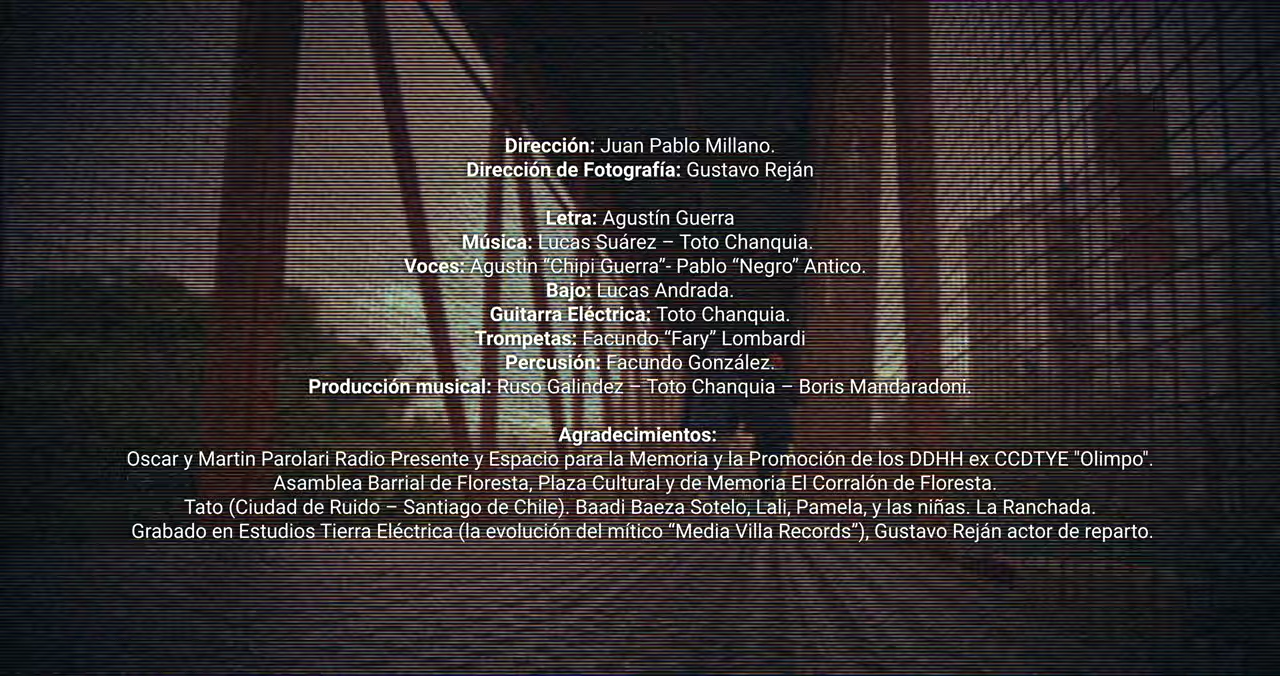 Dirección: Juan Pablo Millano.
Dirección de Fotografía: Gustavo Reján
Letra: Agustín Guerra
Música: Lucas Suárez – Toto Chanquia.
Voces: Agustin “Chipi Guerra”- Pablo “Negro” Antico.
Bajo: Lucas Andrada.
Guitarra Eléctrica: Toto Chanquia.
Trompetas: Facundo “Fary” Lombardi
Percusión: Facundo González.
Producción musical: Ruso Galindez – Toto Chanquia – Boris Mandaradoni.
Agradecimientos:
Oscar y Martin Parolari Radio Presente y Espacio para la Memoria y la Promoción de los DDHH ex CCDTYE "Olimpo".
Asamblea Barrial de Floresta, Plaza Cultural y de Memoria El Corralón de Floresta.
Tato (Ciudad de Ruido – Santiago de Chile). Baadi Baeza Sotelo, Lali, Pamela, y las niñas. La Ranchada.
Grabado en Estudios Tierra Eléctrica (la evolución del mítico “Media Villa Records”), Gustavo Reján actor de reparto.